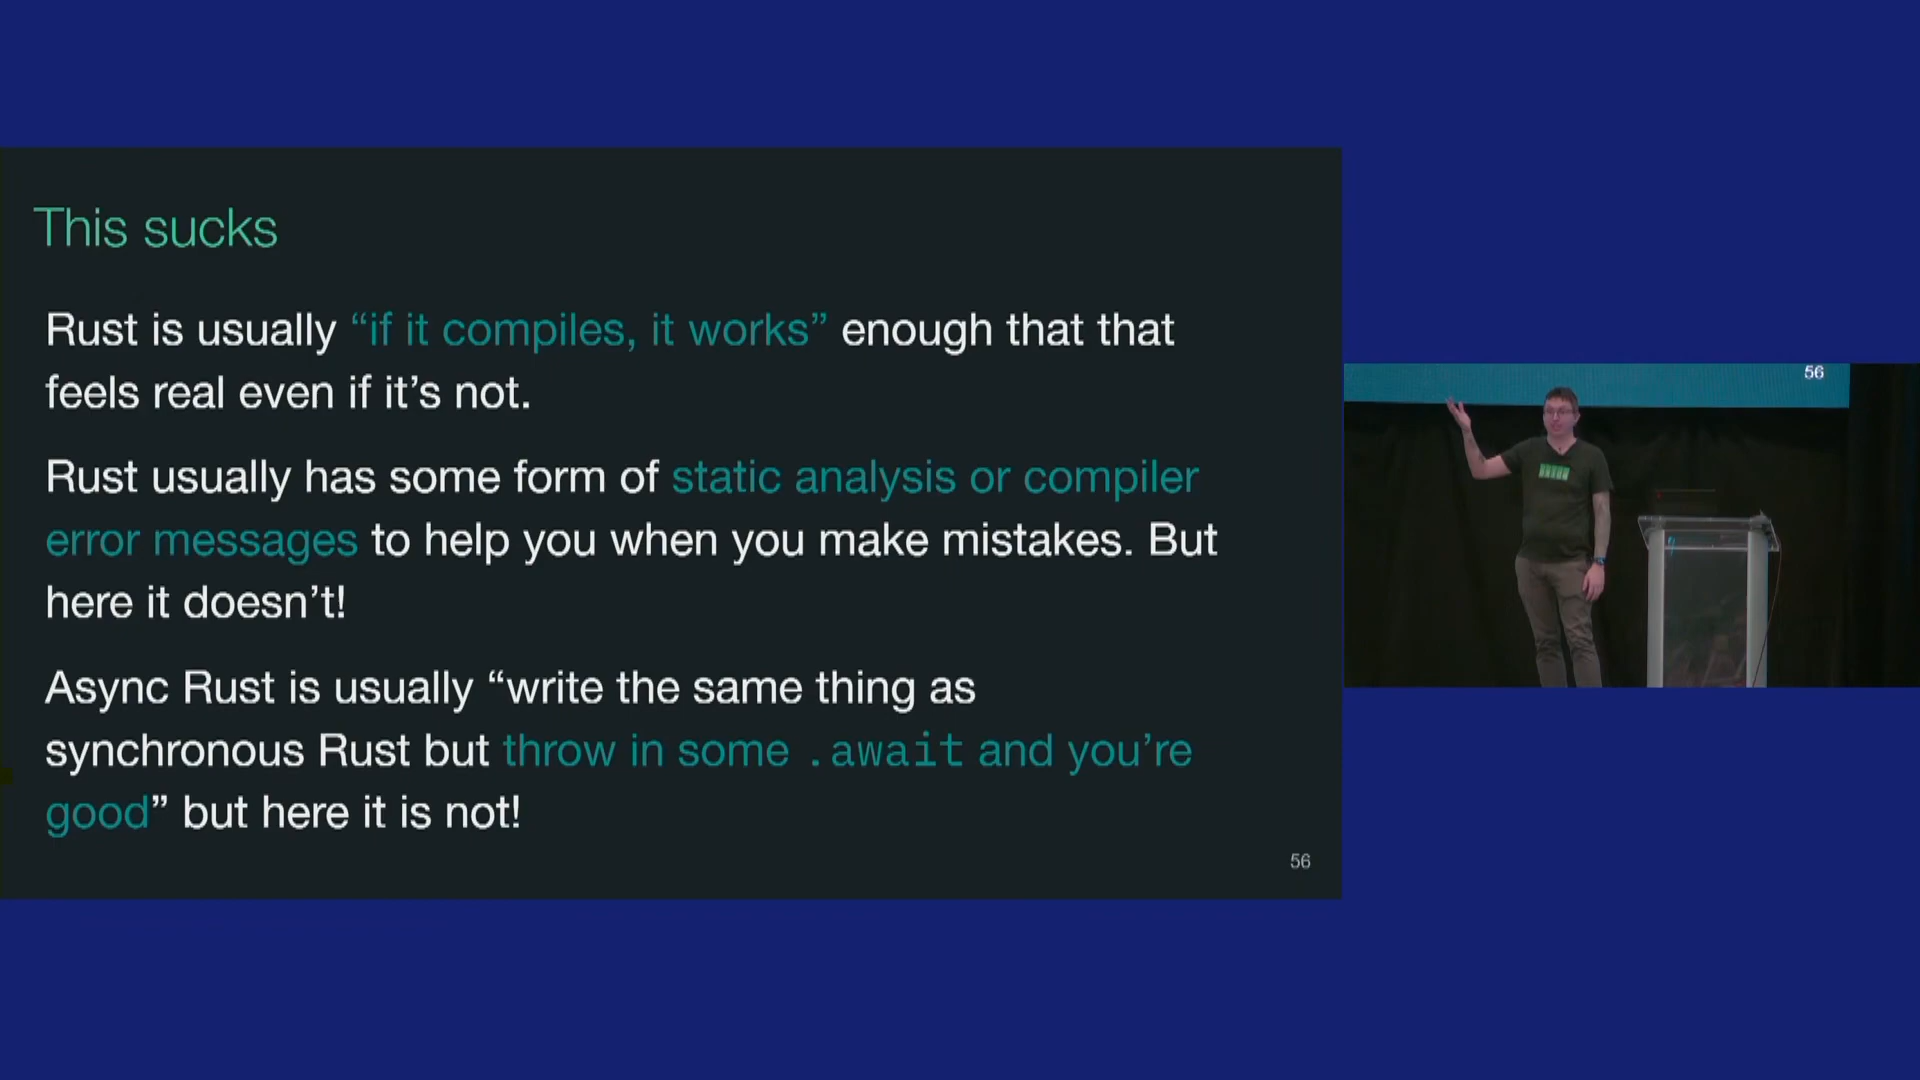 This sucks
Rust is usually “if it compiles, it works” enough that that
feels real even if it’s not.
Rust usually has some form of static analysis or compiler
error messages to help you when you make mistakes. But
here it doesn’t!
Async Rust is usually “write the same thing as
synchronous Rust but throw in some .await and you’re
good” but here it is not!
56
56